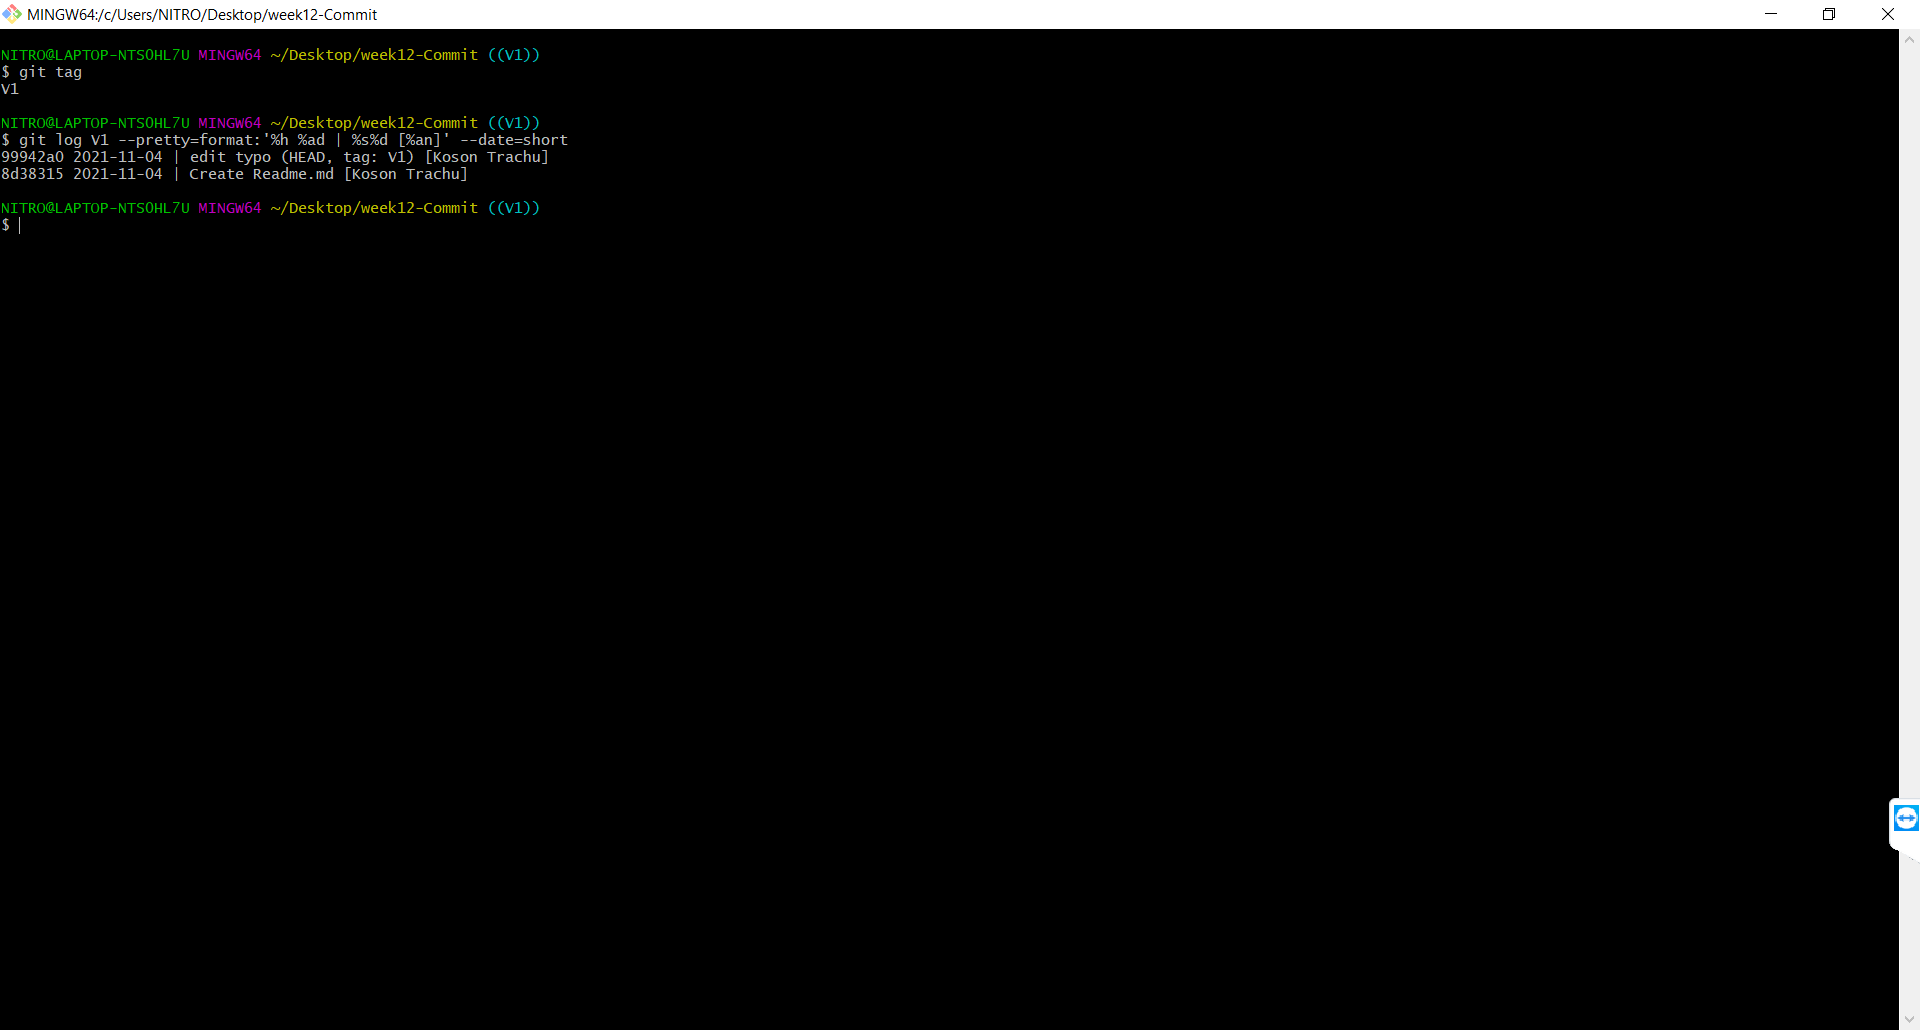 MINGW64:/c/Users/NITRO/Desktop/week12-Commit
NITRO@LAPTOP-NTSOHL7U MINGW64 ~/Desktop/week12-Commit ((V1))
$ git tag
V1
NITRO@LAPTOP-NTSOHL7U MINGW64 ~/Desktop/week12-Commit ((V1))
$ git log V1 --pretty=format:'%h %ad | %s%d [%an]' --date=short
99942a0 2021-11-04 | edit typo (HEAD, tag: V1) [Koson Trachu]
8d38315 2021-11-04 | Create Readme.md [Koson Trachu]
NITRO@LAPTOP-NTSOHL7U MINGW64 ~/Desktop/week12-Commit ((V1))
$